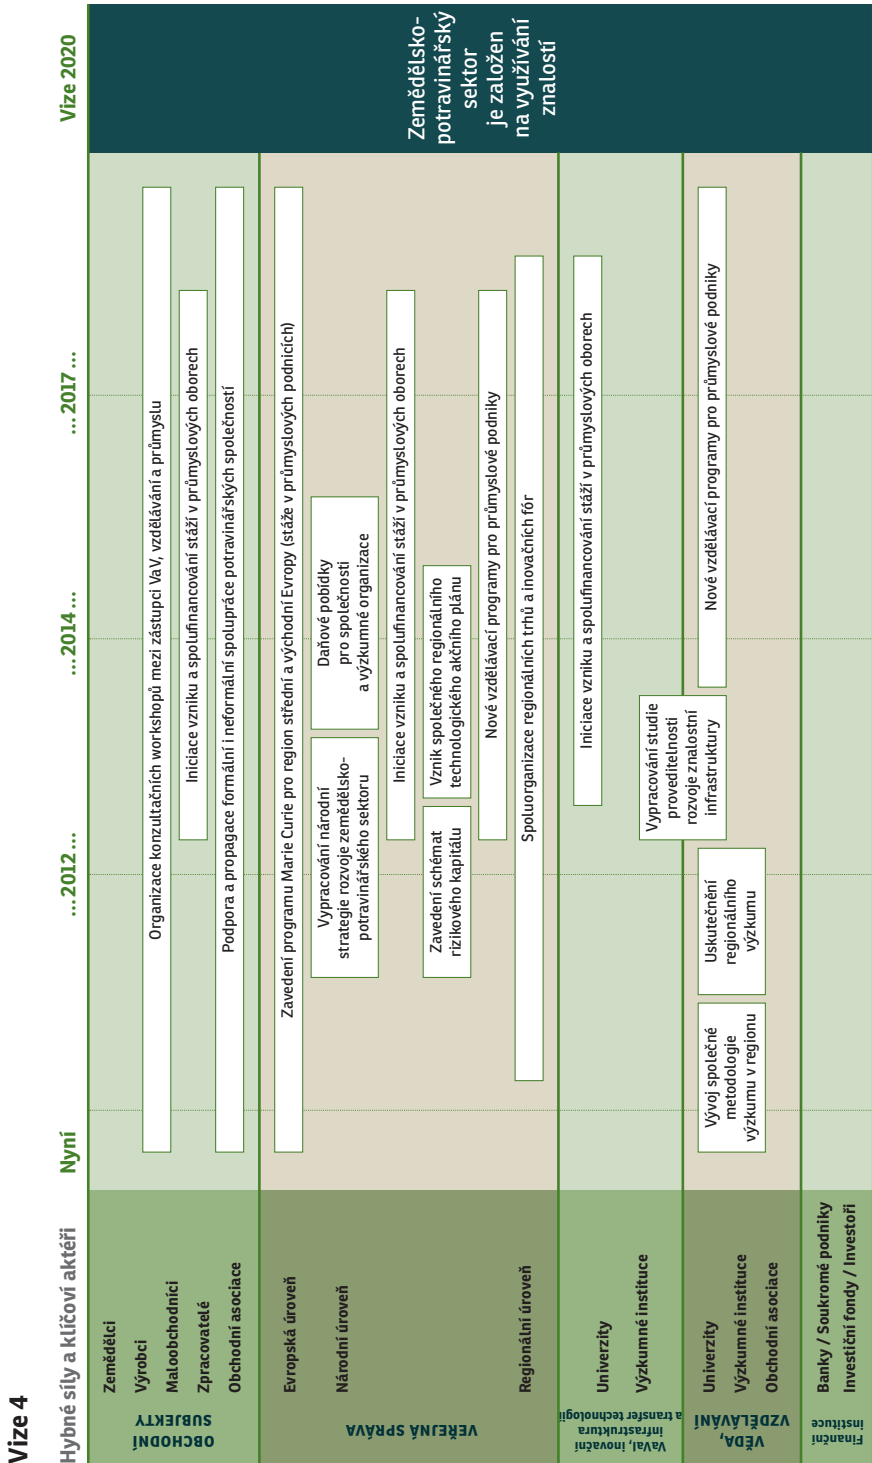 Vize 4
Hybné síly a klíčoví aktéři
Nyní
... 2012 ...
... 2014 ...
... 2017 ...
Vize 2020
OBCHODNÍ
SUBJEKTY
Zemědělci
Výrobci
Maloobchodníci
Zpracovatelé
Obchodní asociace
Organizace konzultačních workshopů mezi zástupci VaV, vzdělávání a průmyslu
Iniciace vzniku a spolufinancování stáží v průmyslových oborech
Podpora a propagace formální i neformální spolupráce potravinářských společností
VEŘEJNÁ SPRÁVA
Evropská úroveň
Národní úroveň
Regionální úroveň
Zavedení programu Marie Curie pro region střední a východní Evropy (stáže v průmyslových podnicích)
Vypracování národní
strategie rozvoje zemědělsko-
potravinářského sektoru
Daňové pobídky
pro společnosti
a výzkumné organizace
Iniciace vzniku a spolufinancování stáží v průmyslových oborech
Zavedení schémat
rizikového kapitálu
Vznik společného regionálního
technologického akčního plánu
Nové vzdělávací programy pro průmyslové podniky
Spoluorganizace regionálních trhů a inovačních fór
VaVaI, inovační
infrastruktura
a transfer technologií
Univerzity
Výzkumné instituce
Iniciace vzniku a spolufinancování stáží v průmyslových oborech
Vypracování studie
proveditelnosti
rozvoje znalostní
infrastruktury
VĚDA,
VZDĚLÁVÁNÍ
Univerzity
Výzkumné instituce
Obchodní asociace
Vývoj společné
metodologie
výzkumu v regionu
Uskutečnění
regionálního
výzkumu
Nové vzdělávací programy pro průmyslové podniky
Finanční
instituce
Banky / Soukromé podniky
Investiční fondy / Investoři
Zemědělsko-
potravinářský
sektor
je založen
na využívání
znalostí